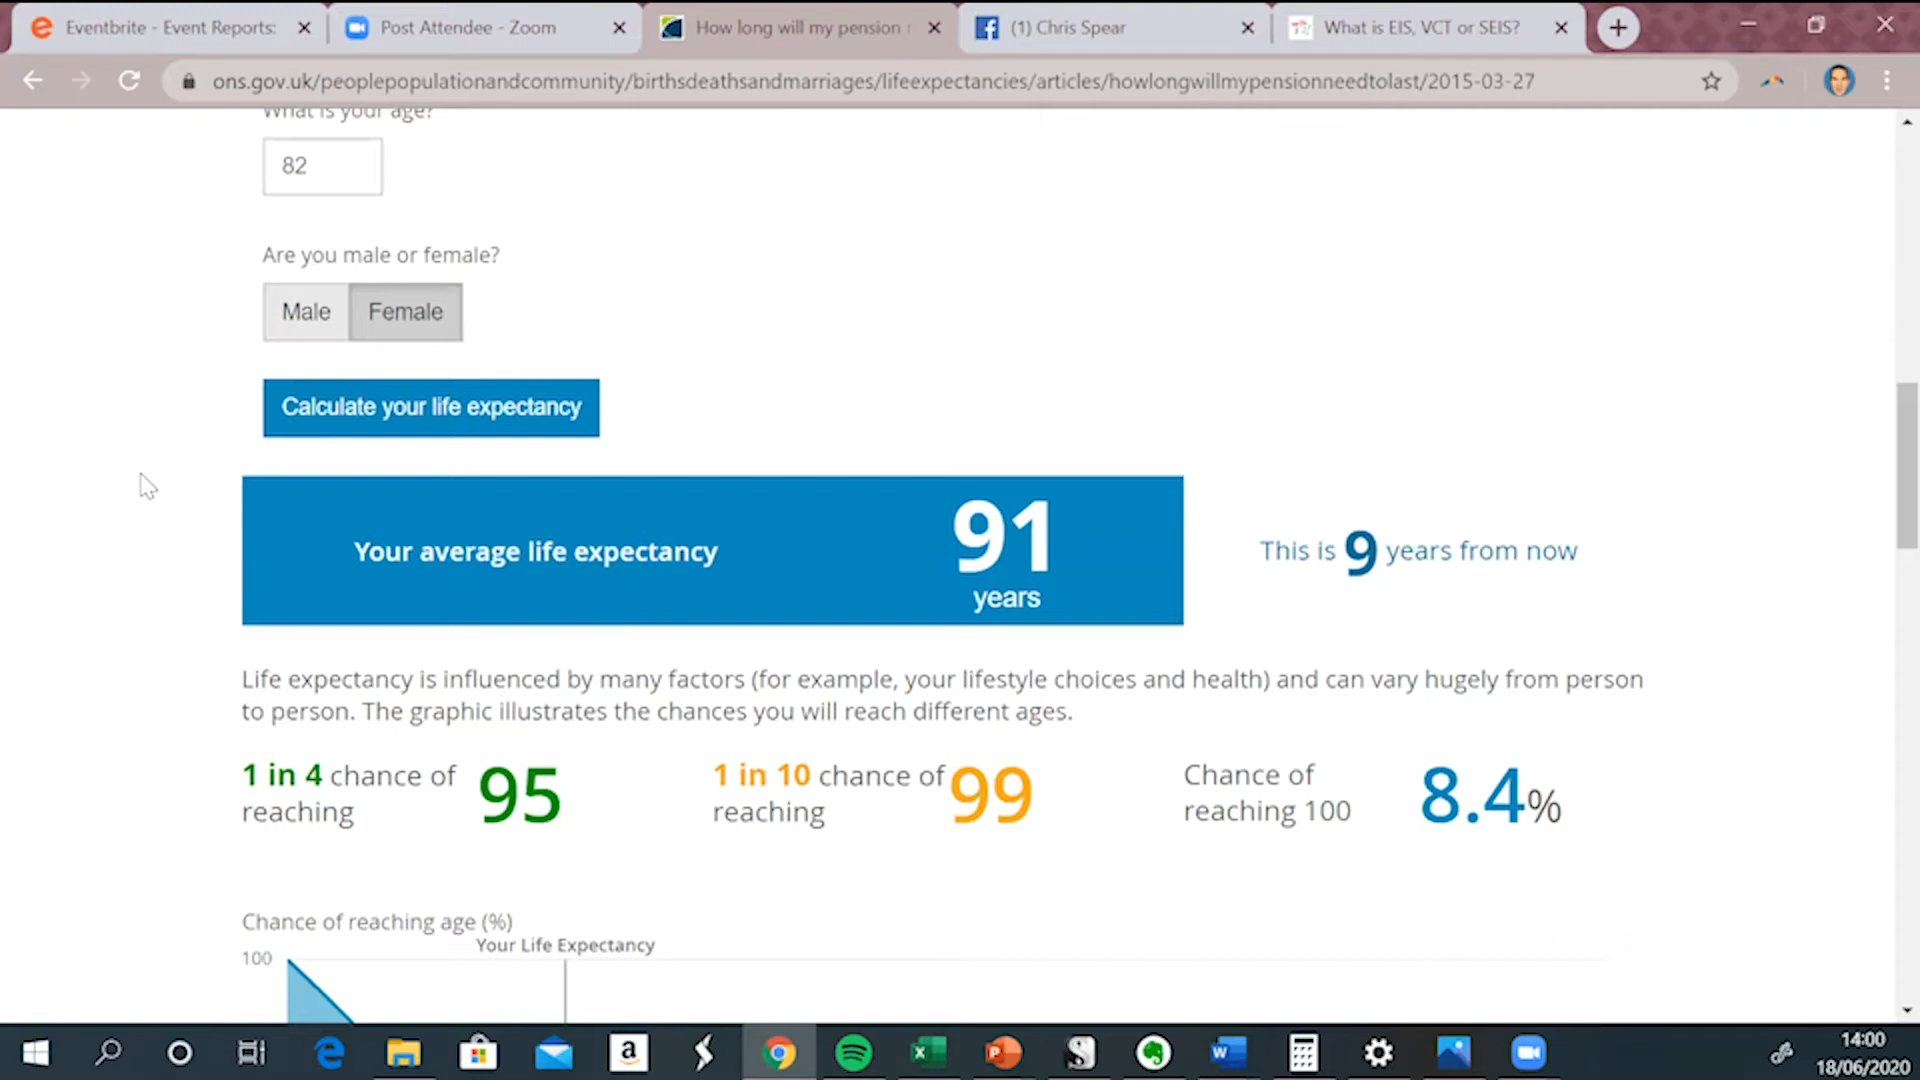 Eventbrite - Event Reports:
Post Attendee - Zoom
How long will my pension
(1) Chris Spear
What is EIS, VCT or SEIS?
ons.gov.uk/peoplepopulationandcommunity/birthsdeathsandmarriages/lifeexpectancies/articles/howlongwillmypensionneedtolast/2015-03-27
What is your age?
82
Are you male or female?
Male Female
Calculate your life expectancy
Your average life expectancy
91
years
This is 9 years from now
Life expectancy is influenced by many factors (for example, your lifestyle choices and health) and can vary hugely from person
to person. The graphic illustrates the chances you will reach different ages.
1 in 4 chance of
reaching
95
1 in 10 chance of
reaching
99
Chance of
reaching 100
8.4%
Chance of reaching age (%)
Your Life Expectancy
100
14:00
18/06/2020